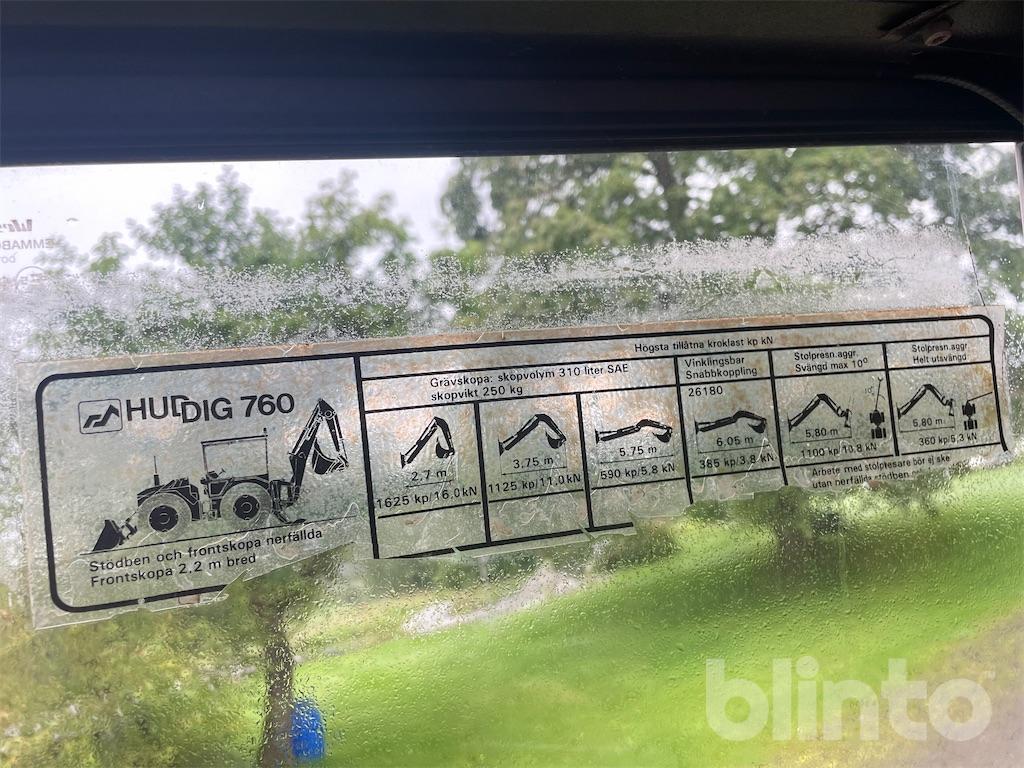 HUDDIG 760
Stödben och frontskopa nerfällda
Frontskopa 2,2 m bred
Högsta tillåtna kroklast kp kN
Grävskopa: skopvolym 310 liter SAE
skopvikt 250 kg
2,7 m
1625 kp/16.0 kN
3.75 m
1125 kp/11,0 kN
5,75 m
590 kp/5,8 kN
Vinklingsbar
Snabbkoppling
26180
6.05 m
385 kp/3,8 kN
Stolpresn.aggr
Svängd max 10°
10°
5,80 m
1100 kp/10,8 kN
Stolpresn.aggr.
Helt utsvängd
5,80 m
360 kp/5,3 kN
Arbete med stolpresare bör ej ske
utan nerfällda stödben
EMMABO
blinto